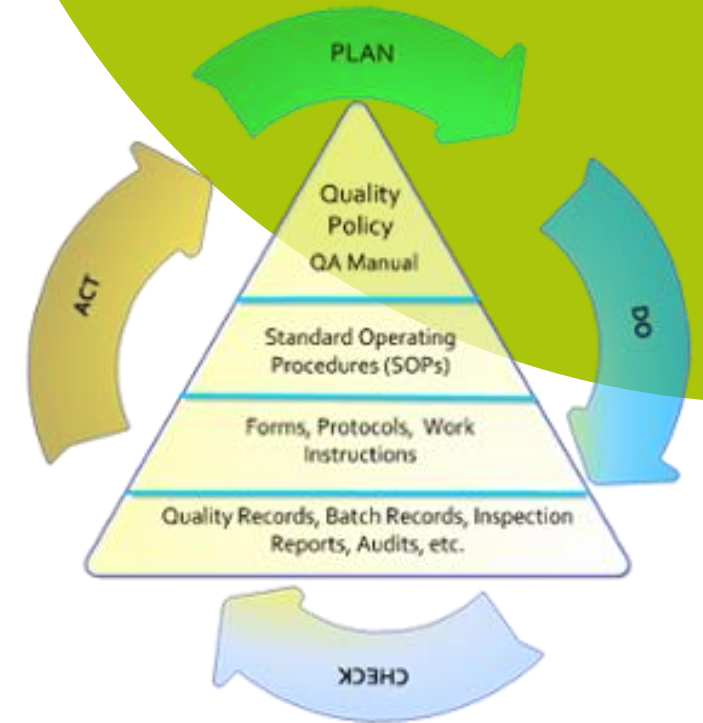 PLAN
Quality
Policy
QA Manual
ACT
DO
Standard Operating
Procedures (SOPs)
Forms, Protocols, Work
Instructions
Quality Records, Batch Records, Inspection
Reports, Audits, etc.
CHECK